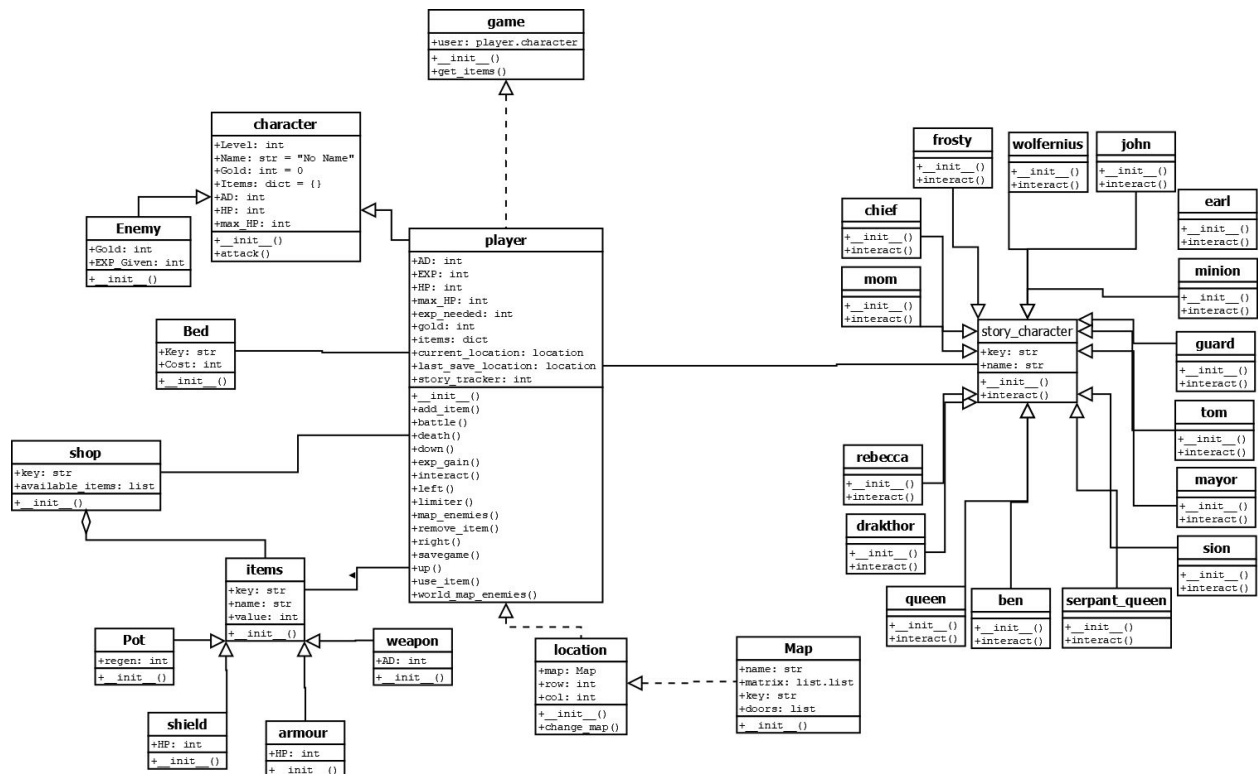 game
+user: player.character
+__init__()
+get_items()
character
+Level: int
+Name: str = "No Name"
+Gold: int = 0
+Items: dict = {}
+AD: int
+HP: int
+max_HP: int
+__init__()
+attack()
Enemy
+Gold: int
+EXP_Given: int
+__init__()
player
+AD: int
+EXP: int
+HP: int
+max_HP: int
+exp_needed: int
+gold: int
+items: dict
+current_location: location
+last_save_location: location
+story_tracker: int
+__init__()
+add_item()
+battle()
+death()
+down()
+exp_gain()
+interact()
+left()
+limiter()
+map_enemies()
+remove_item()
+right()
+savegame()
+up()
+use_item()
+world_map_enemies()
Bed
+Key: str
+Cost: int
+__init__()
shop
+key: str
+available_items: list
+__init__()
items
+key: str
+name: str
+value: int
+__init__()
Pot
+regen: int
+__init__()
weapon
+AD: int
+__init__()
shield
+HP: int
+__init__()
armour
+HP: int
+__init__()
location
+map: Map
+row: int
+col: int
+__init__()
+change_map()
Map
+name: str
+matrix: list.list
+key: str
+doors: list
+__init__()
frosty
+__init__()
+interact()
wolfernius
+__init__()
+interact()
john
+__init__()
+interact()
earl
+__init__()
+interact()
chief
+__init__()
+interact()
minion
+__init__()
+interact()
mom
+__init__()
+interact()
story_character
+key: str
+name: str
+__init__()
+interact()
guard
+__init__()
+interact()
tom
+__init__()
+interact()
rebecca
+__init__()
+interact()
mayor
+__init__()
+interact()
drakthor
+__init__()
+interact()
sion
+__init__()
+interact()
queen
+__init__()
+interact()
ben
+__init__()
+interact()
serpant_queen
+__init__()
+interact()